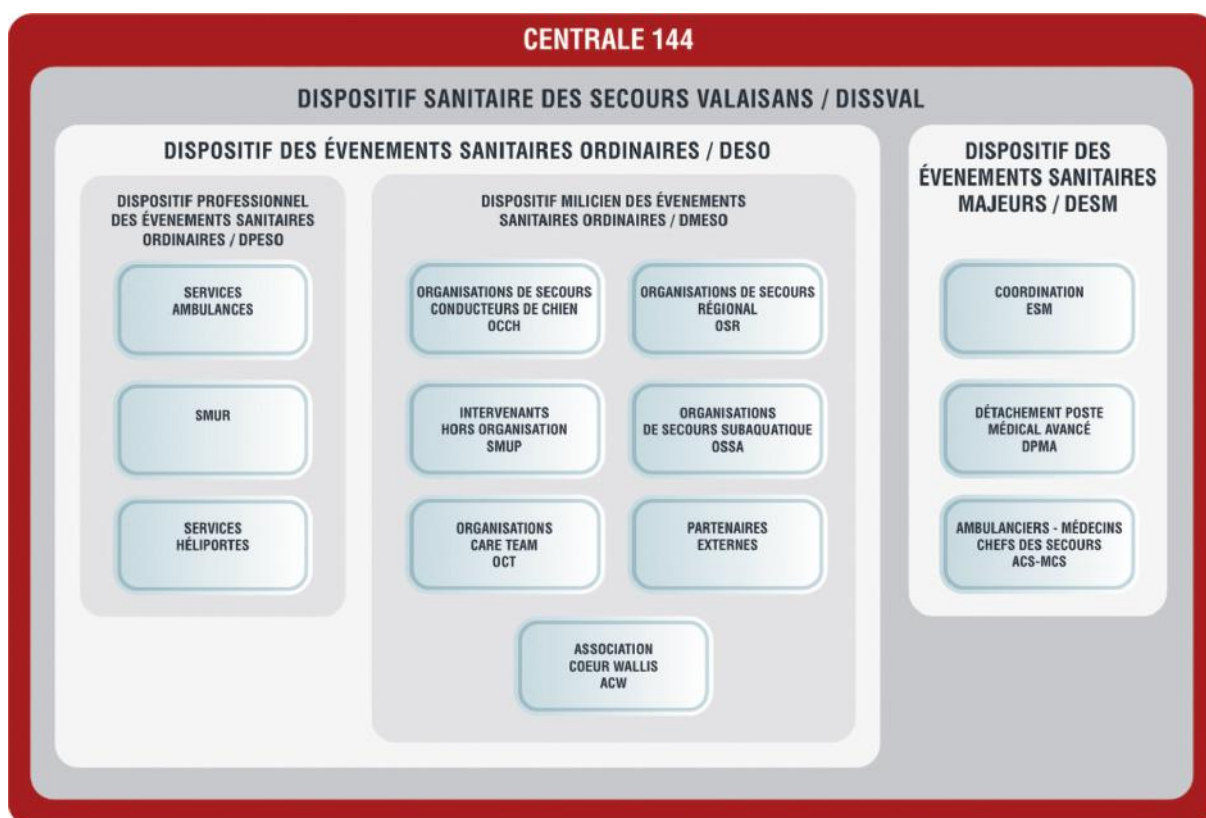 CENTRALE 144
DISPOSITIF SANITAIRE DES SECOURS VALAISANS / DISSVAL
DISPOSITIF DES ÉVENEMENTS SANITAIRES ORDINAIRES / DESO
DISPOSITIF PROFESSIONNEL
DES ÉVENEMENTS SANITAIRES
ORDINAIRES / DPESO
SERVICES
AMBULANCES
SMUR
SERVICES
HÉLIPORTES
DISPOSITIF MILICIEN DES ÉVENEMENTS
SANITAIRES ORDINAIRES / DMESO
ORGANISATIONS DE SECOURS
CONDUCTEURS DE CHIEN
OCCH
ORGANISATIONS DE SECOURS
RÉGIONAL
OSR
INTERVENANTS
HORS ORGANISATION
SMUP
ORGANISATIONS
DE SECOURS SUBAQUATIQUE
OSSA
ORGANISATIONS
CARE TEAM
OCT
PARTENAIRES
EXTERNES
ASSOCIATION
COEUR WALLIS
ACW
DISPOSITIF DES
ÉVENEMENTS SANITAIRES
MAJEURS / DESM
COORDINATION
ESM
DÉTACHEMENT POSTE
MÉDICAL AVANCÉ
DPMA
AMBULANCIERS - MÉDECINS
CHEFS DES SECOURS
ACS-MCS